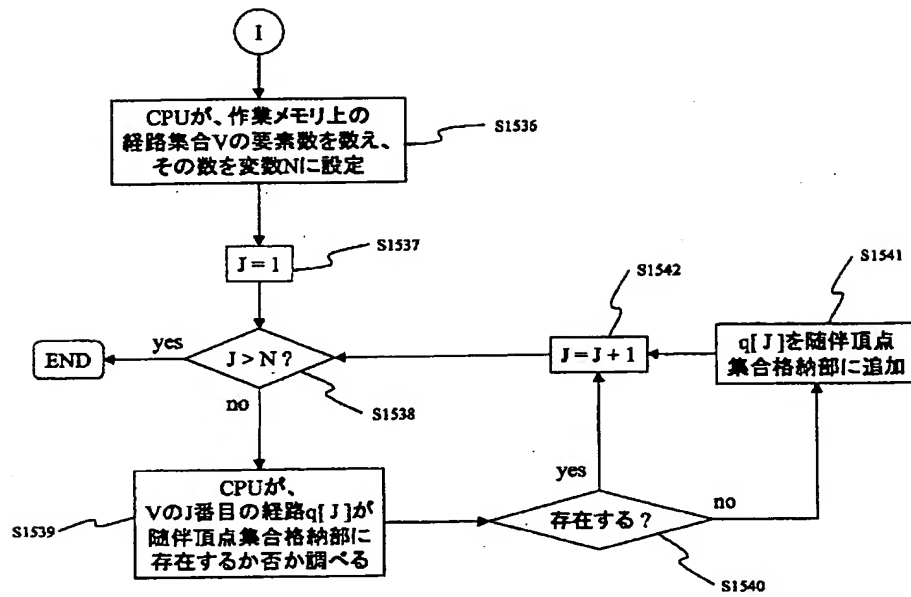 I
CPUが、作業メモリ上の
経路集合Vの要素数を数え、
その数を変数Nに設定
S1536
J = 1
S1537
END
yes
J > N ?
no
S1538
J = J + 1
S1542
q[ J ]を随伴頂点
集合格納部に追加
S1541
CPUが、
VのJ番目の経路q[ J ]が
随伴頂点集合格納部に
存在するか否か調べる
S1539
yes
存在する ?
no
S1540